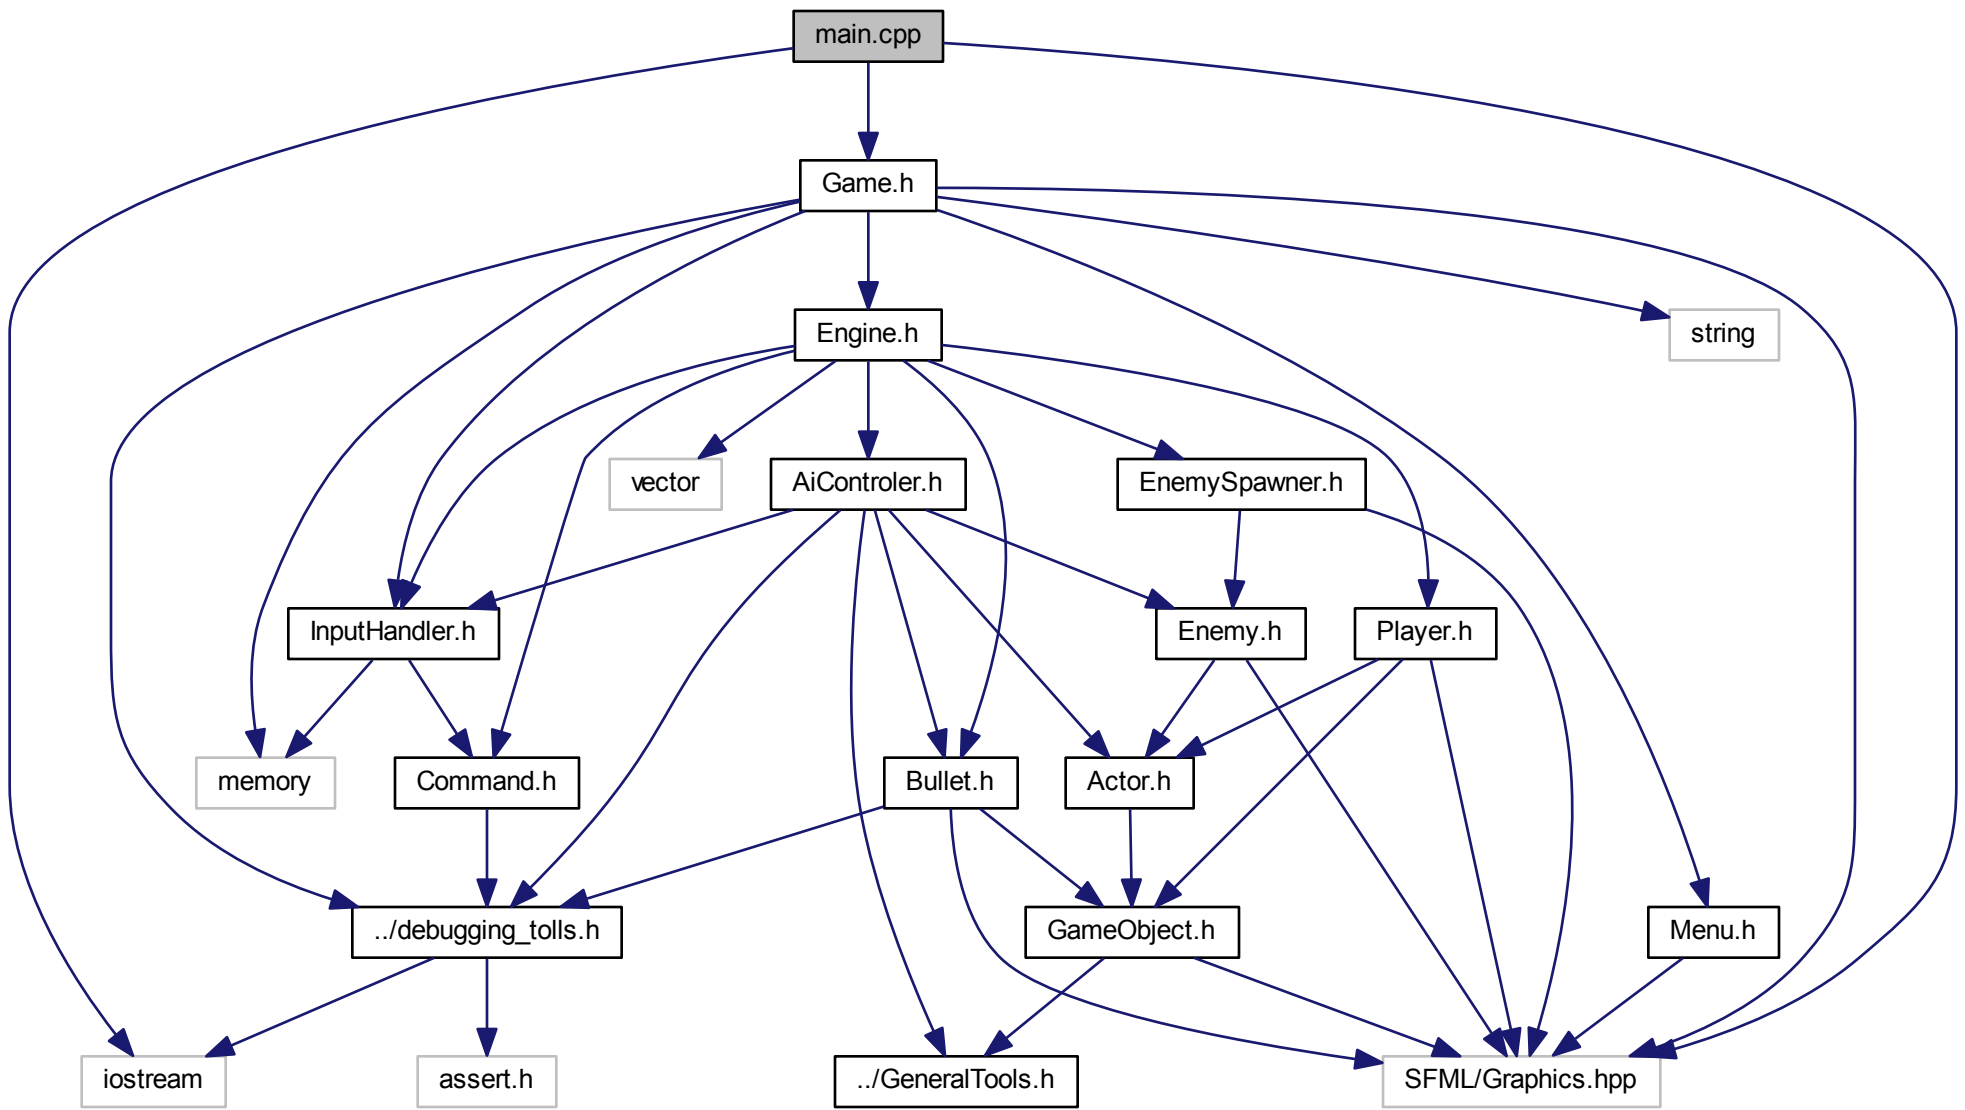 main.cpp
Game.h
Engine.h
string
vector
AiControler.h
EnemySpawner.h
InputHandler.h
Enemy.h
Player.h
memory
Command.h
Bullet.h
Actor.h
../debugging_tolls.h
GameObject.h
Menu.h
iostream
assert.h
../GeneralTools.h
SFML/Graphics.hpp